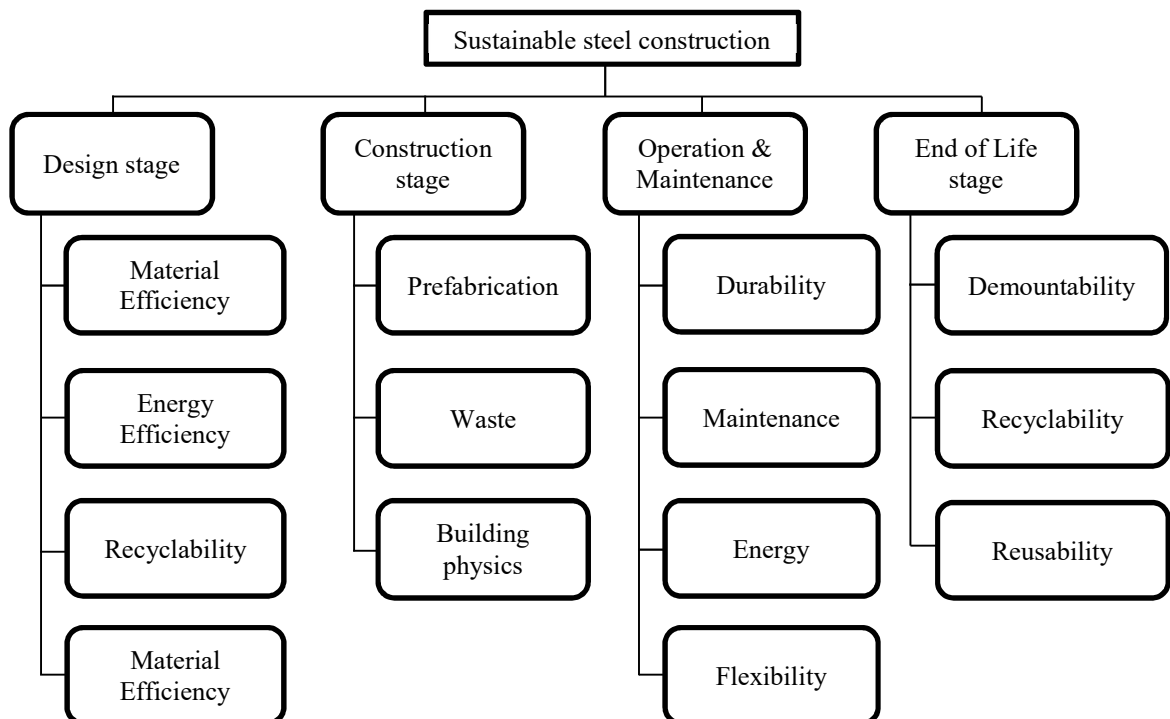 Sustainable steel construction
Design stage
Construction
stage
Operation &
Maintenance
End of Life
stage
Material
Efficiency
Energy
Efficiency
Recyclability
Material
Efficiency
Prefabrication
Waste
Building
physics
Durability
Maintenance
Energy
Flexibility
Demountability
Recyclability
Reusability